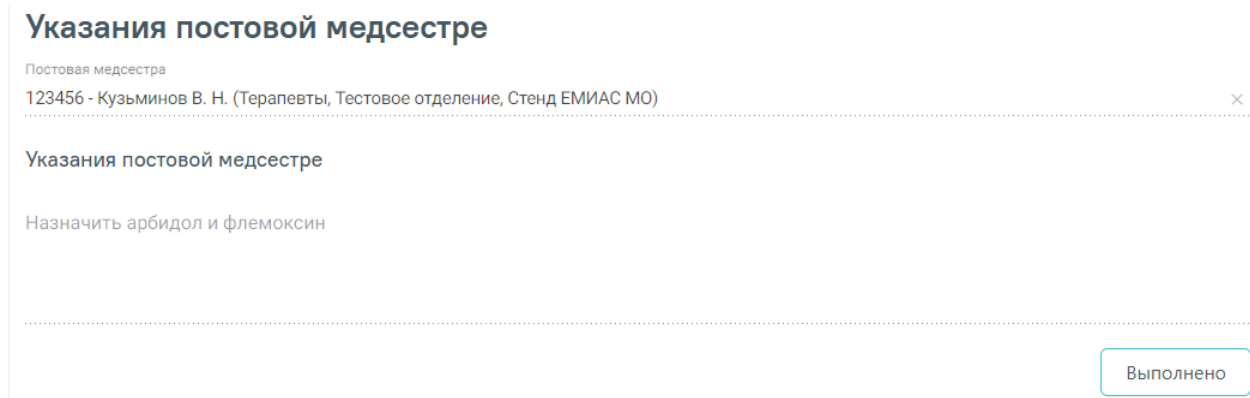 Указания постовой медсестре
Постовая медсестра
123456 - Кузьминов В. Н. (Терапевты, Тестовое отделение, Стенд ЕМИАС МО)
Указания постовой медсестре
Назначить арбидол и флемоксин
Выполнено